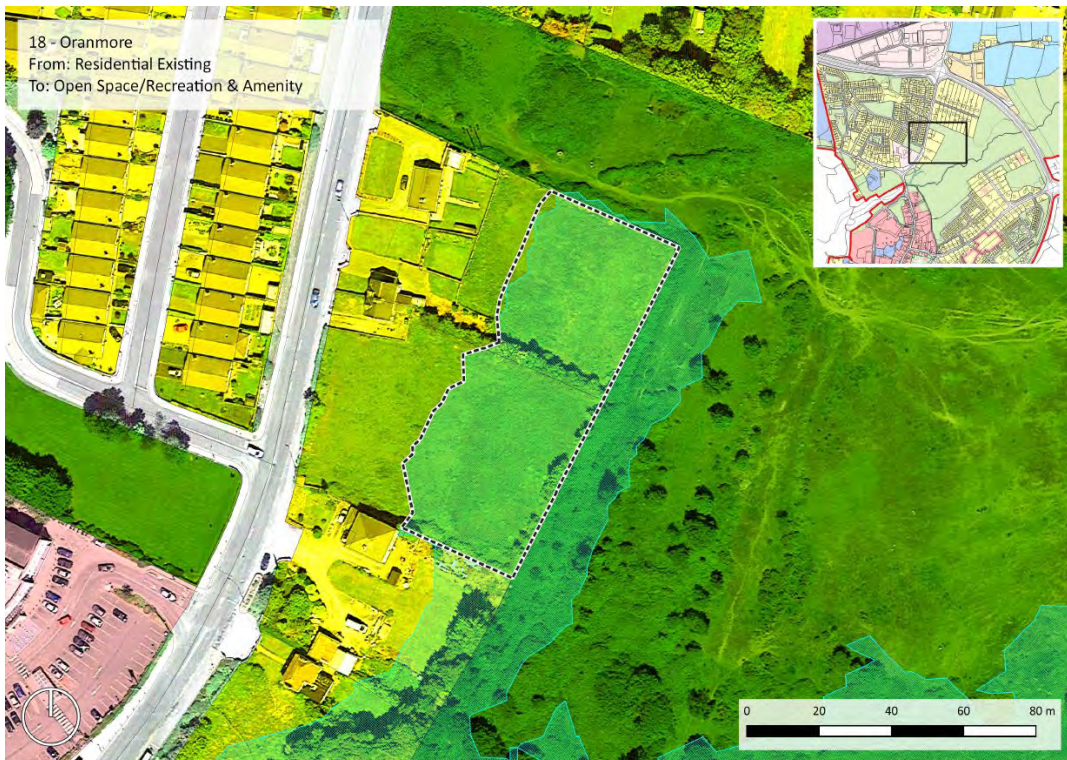 18 - Oranmore
From: Residential Existing
To: Open Space/Recreation & Amenity
0 20 40 60 80 m